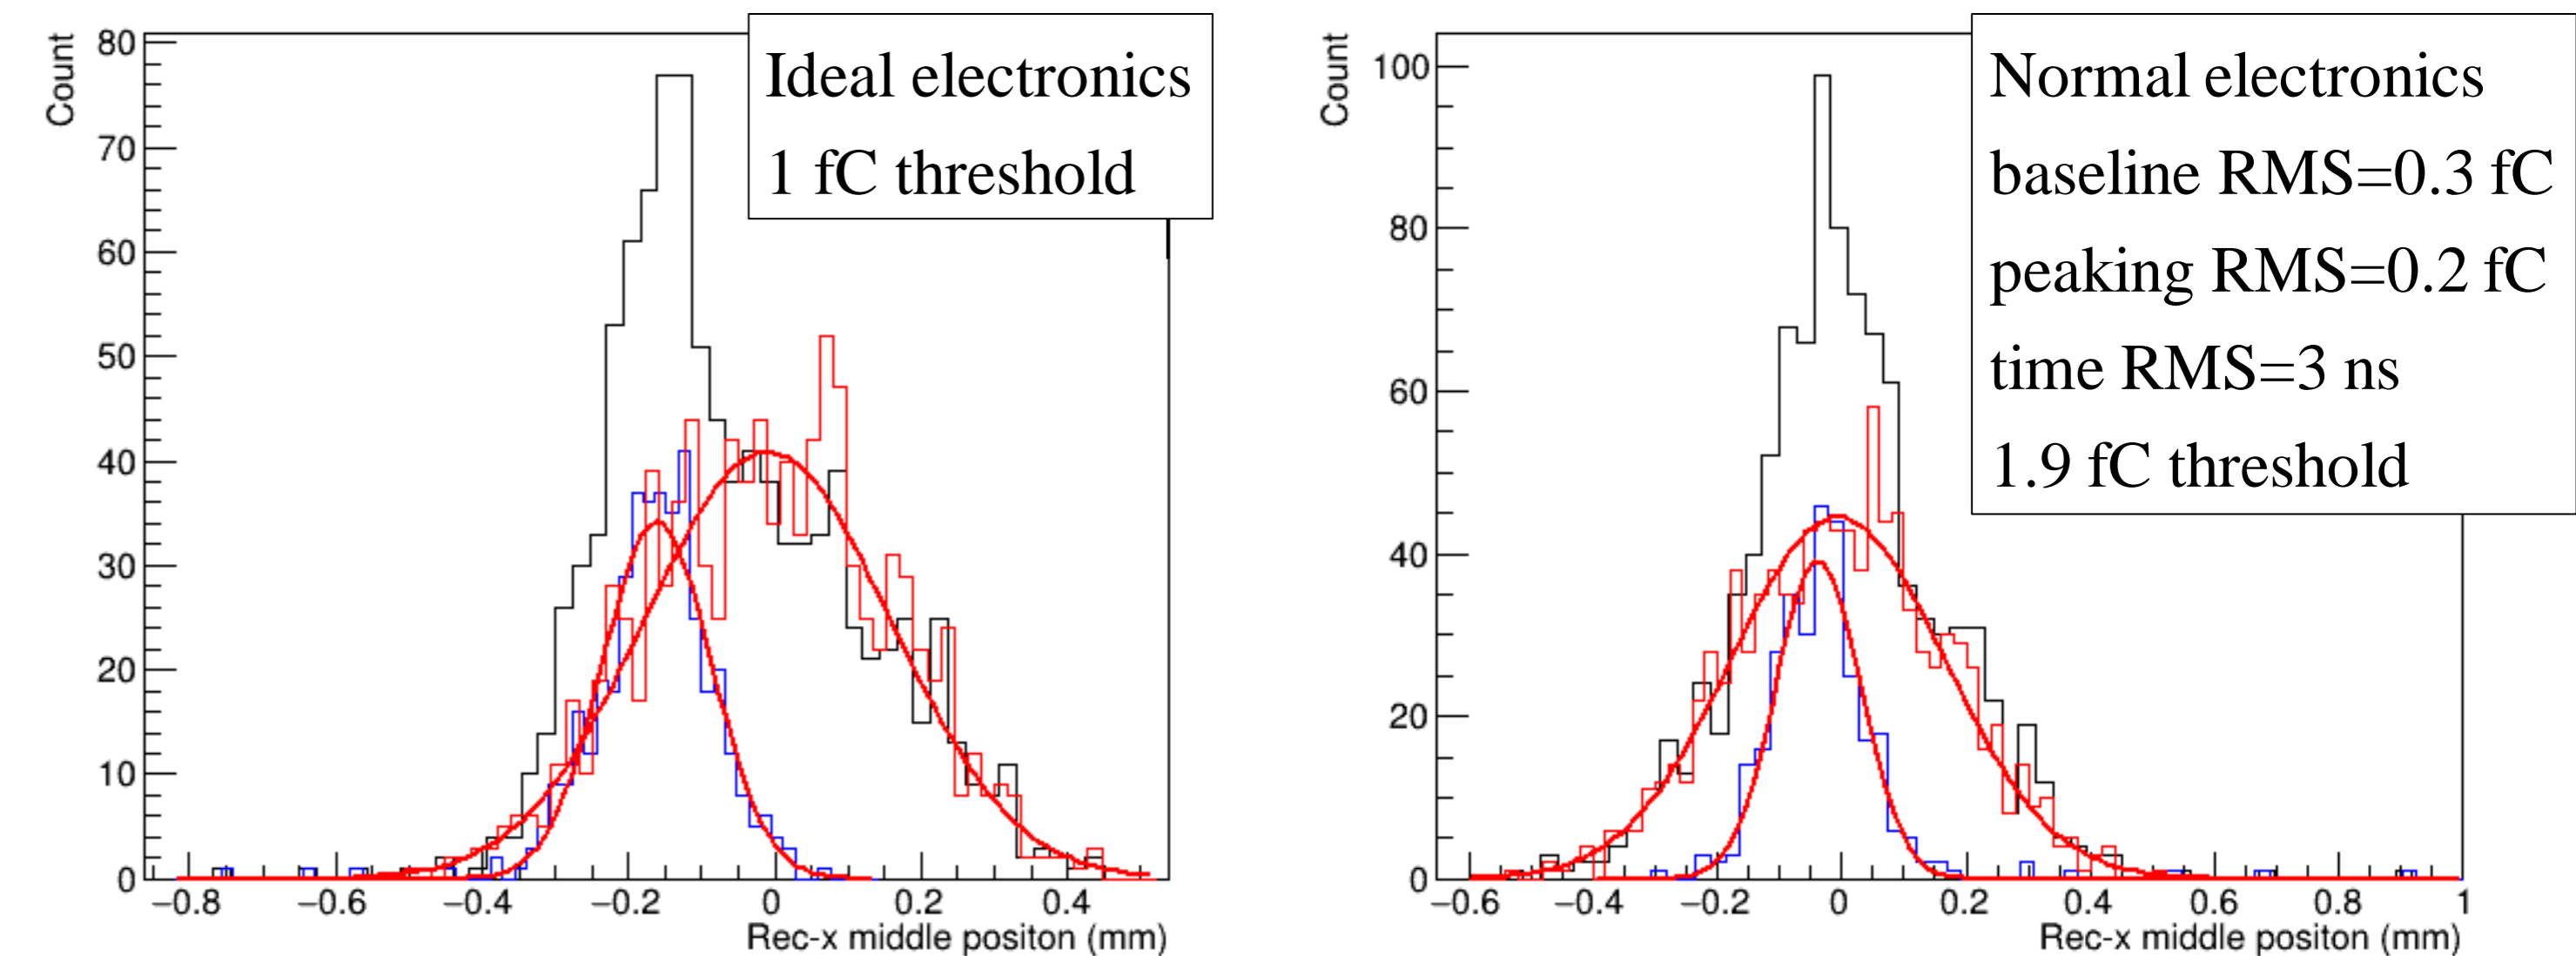 Count
80
70
60
50
40
30
20
10
0
−0.8 −0.6 −0.4 −0.2 0 0.2 0.4
Rec-x middle positon (mm)
Ideal electronics
1 fC threshold
Count
100
80
60
40
20
0
−0.6 −0.4 −0.2 0 0.2 0.4 0.6 0.8 1
Rec-x middle positon (mm)
Normal electronics
baseline RMS=0.3 fC
peaking RMS=0.2 fC
time RMS=3 ns
1.9 fC threshold